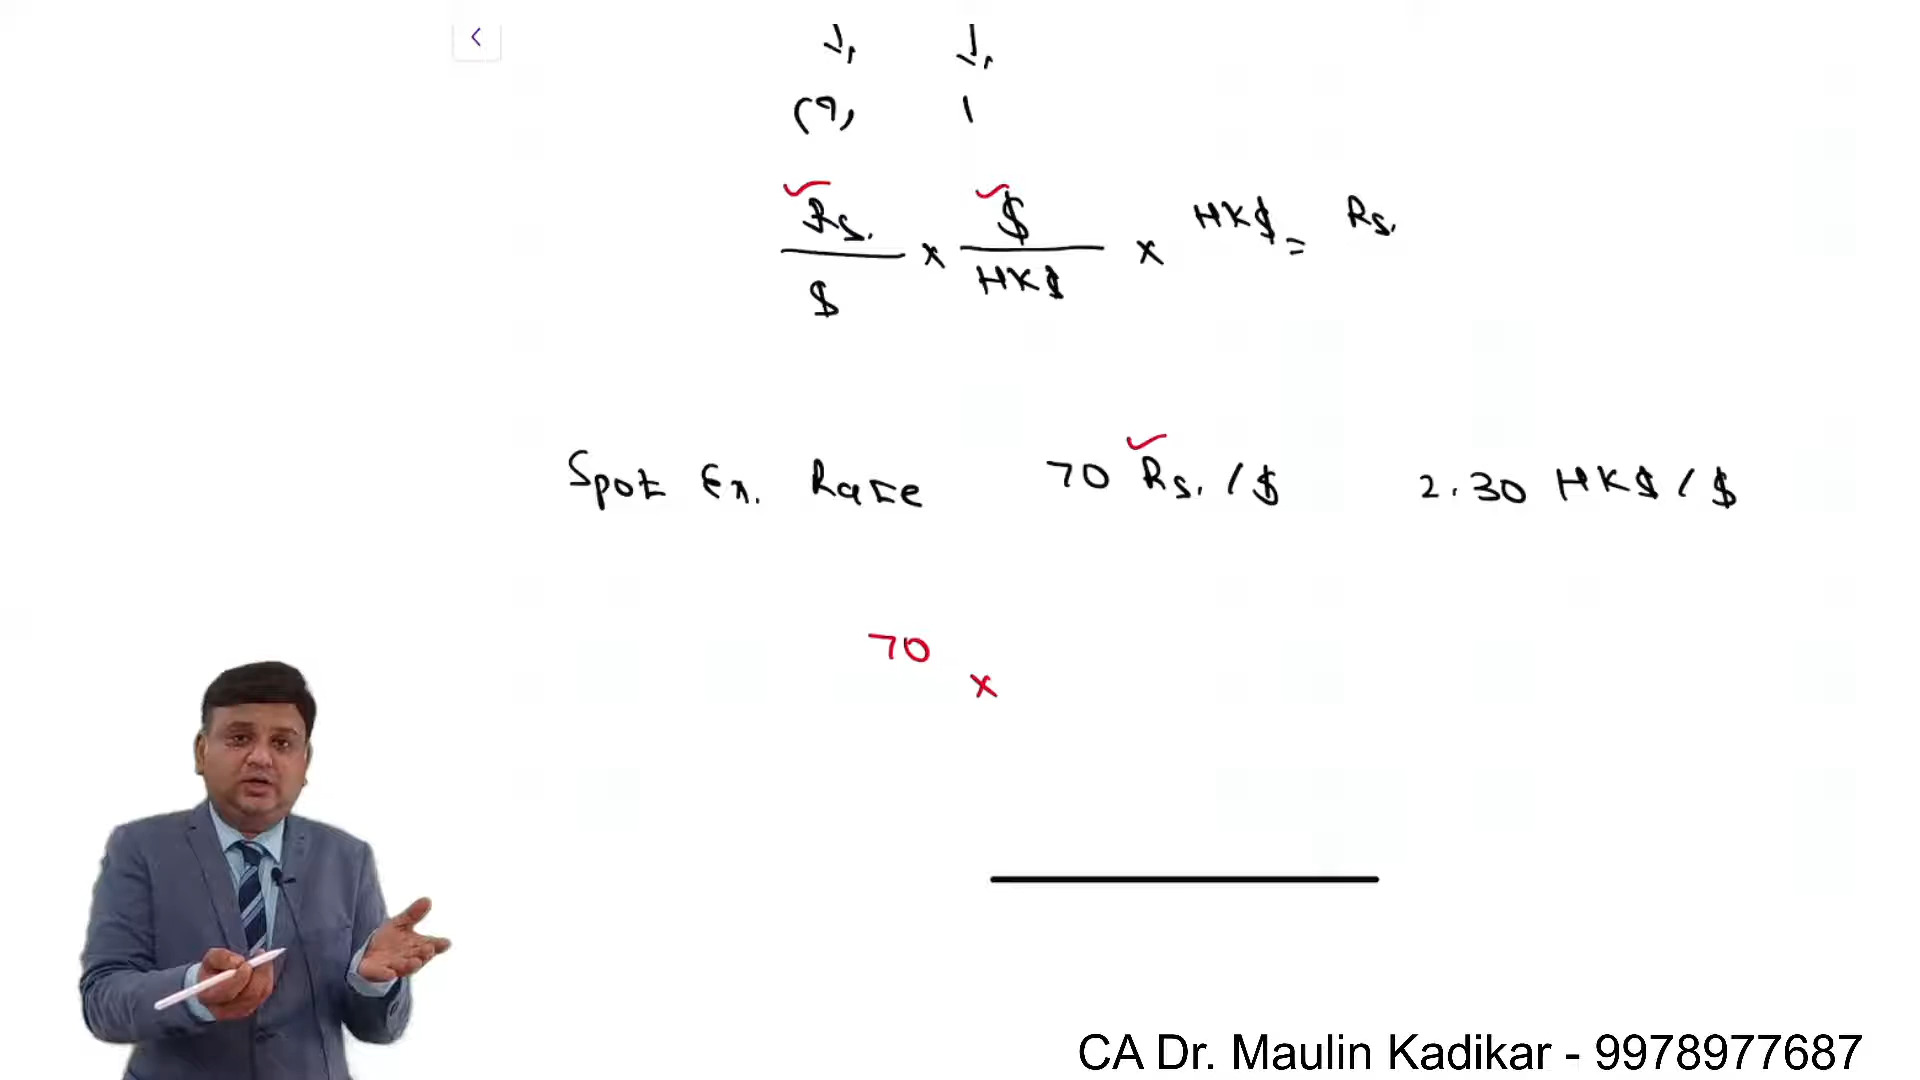 (9) 1
Rs. / $ × $ / HK$ × HK$ = Rs.
Spot Ex. Rate 70 Rs. / $ 2.30 HK$ / $
70 ×
CA Dr. Maulin Kadikar - 9978977687